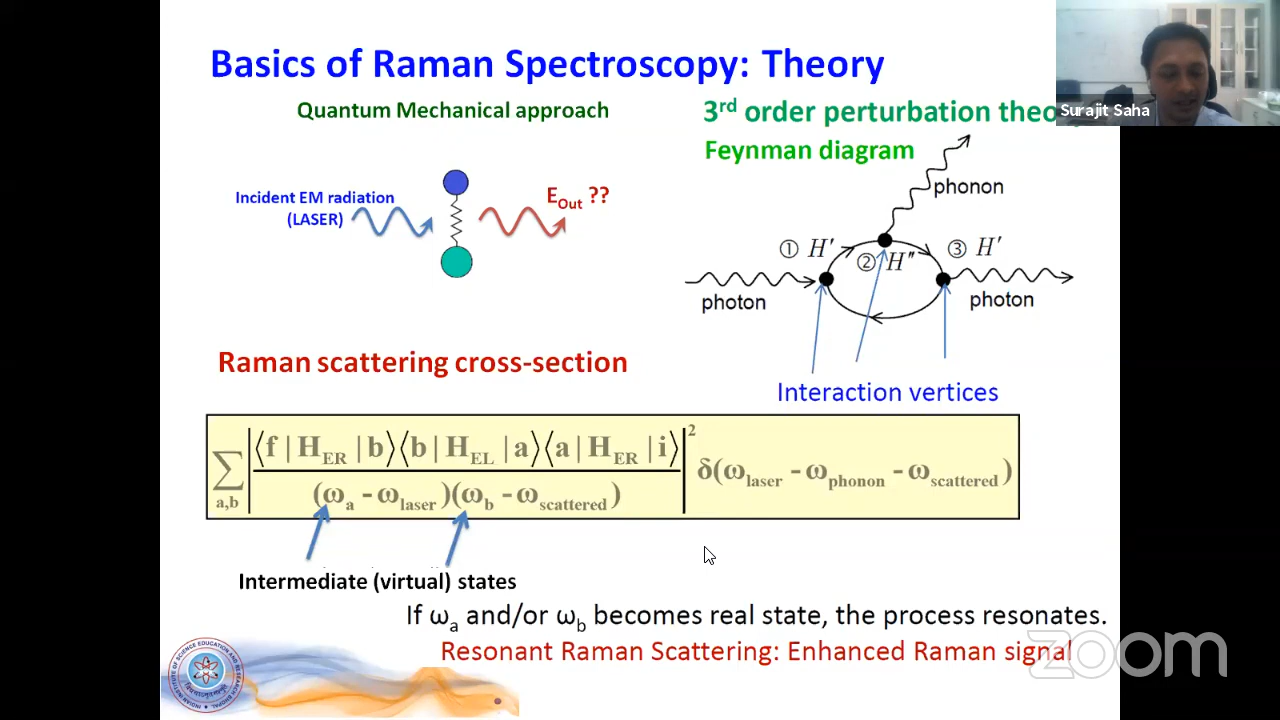 Basics of Raman Spectroscopy: Theory
Surajit Saha
Quantum Mechanical approach
3rd order perturbation theo
Feynman diagram
Incident EM radiation
(LASER)
EOut ??
phonon
① H′
② H″
③ H′
photon
photon
Raman scattering cross-section
Interaction vertices
∑a,b |⟨f | HER | b⟩⟨b | HEL | a⟩⟨a | HER | i⟩ / (ωa - ωlaser)(ωb - ωscattered)|2 δ(ωlaser - ωphonon - ωscattered)
Intermediate (virtual) states
If ωa and/or ωb becomes real state, the process resonates.
Resonant Raman Scattering: Enhanced Raman signal
zoom